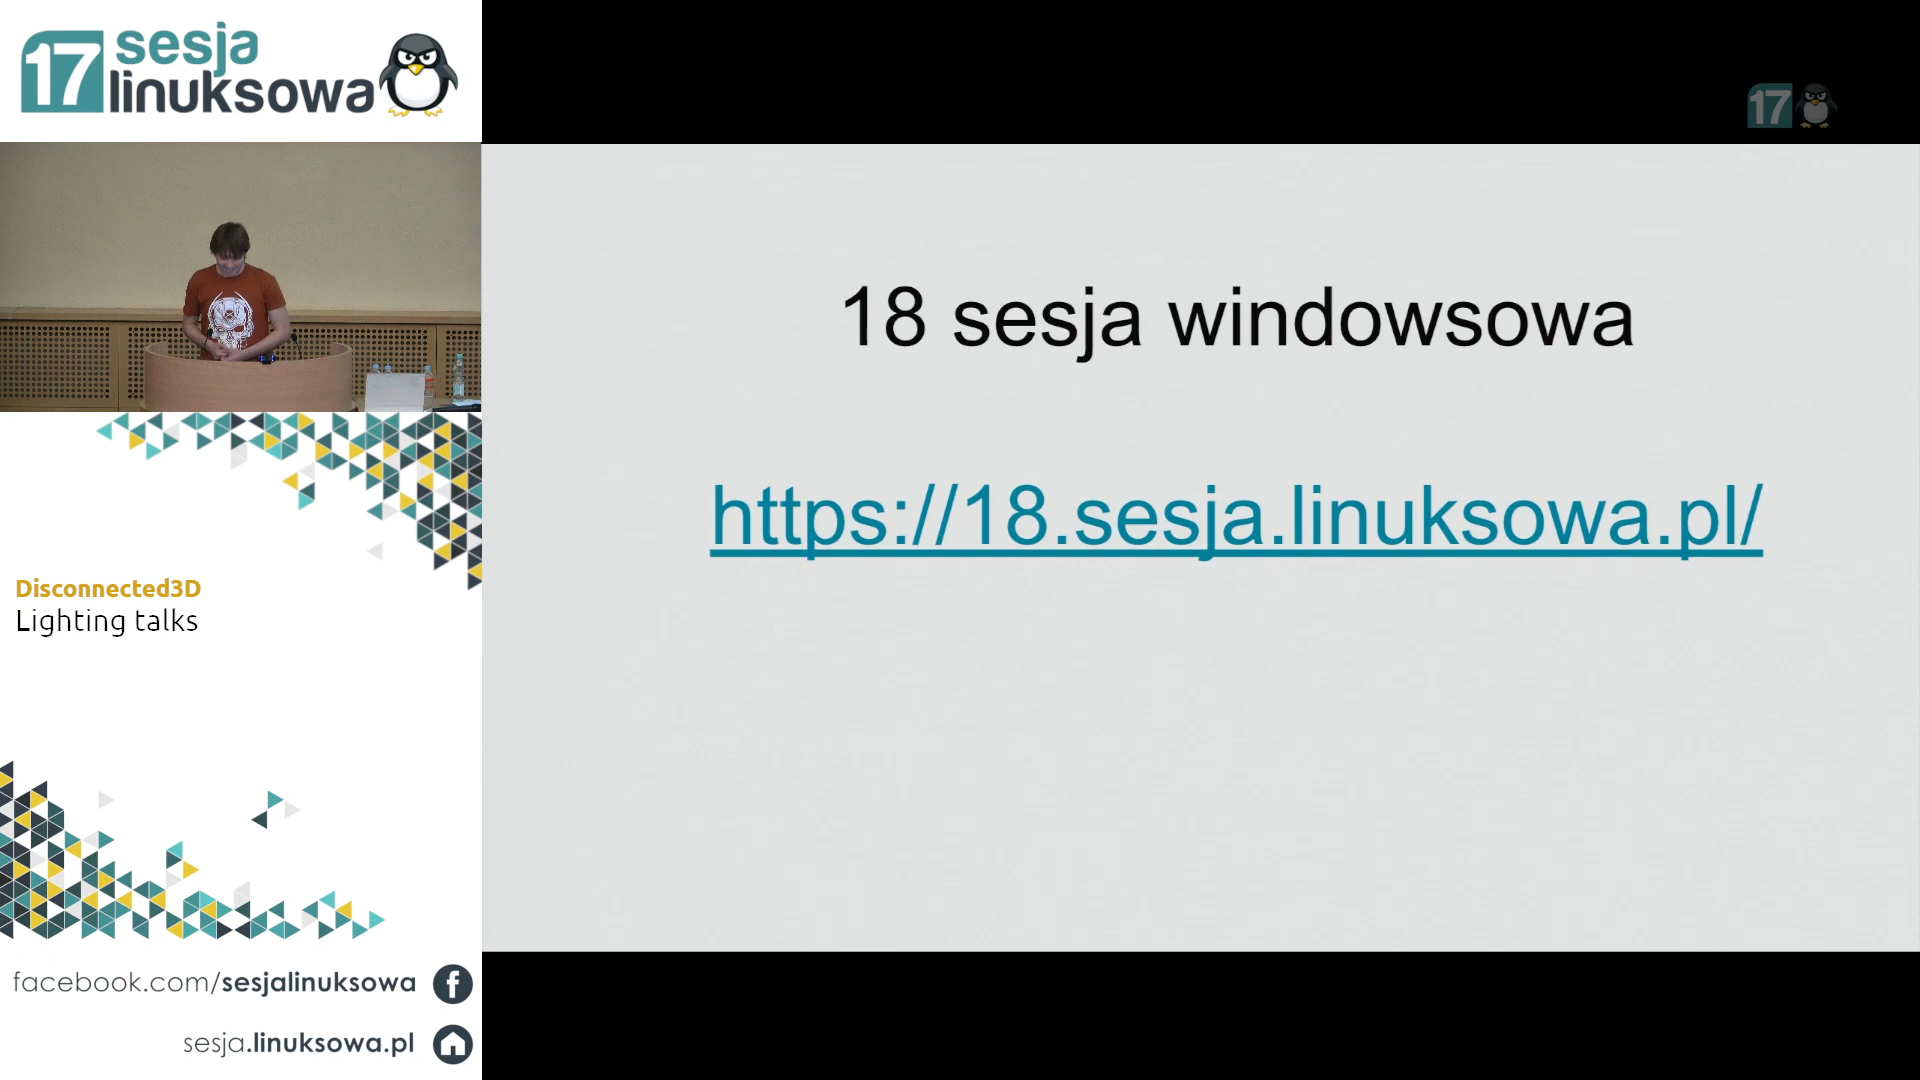 17 sesja
linuksowa
17
18 sesja windowsowa
https://18.sesja.linuksowa.pl/
Disconnected3D
Lighting talks
facebook.com/sesjalinuksowa
sesja.linuksowa.pl